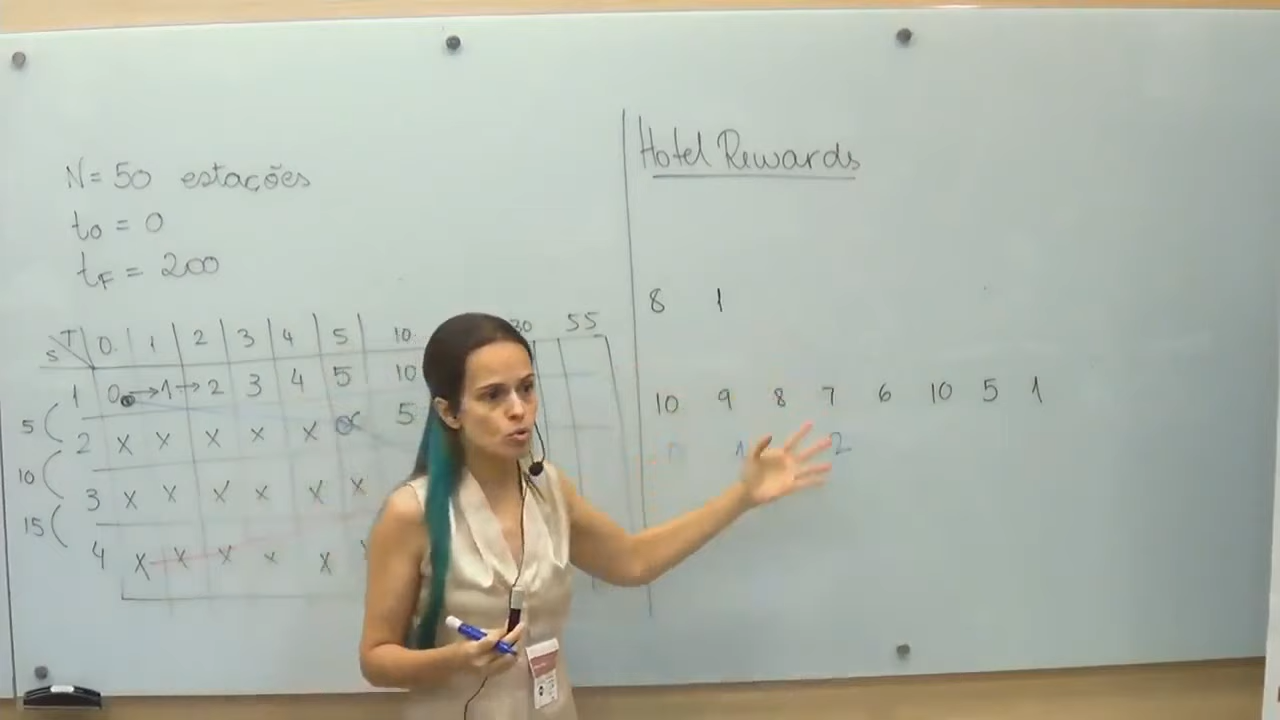 N = 50 estações
t0 = 0
tF = 200
S T 0. 1 2 3 4 5 10 30 55
1 0 → 1 → 2 3 4 5 10
5
2 X X X X X 5
10
3 X X X X X X
15
4 X X X X X
Hotel Rewards
8 1
10 9 8 7 6 10 5 1
2